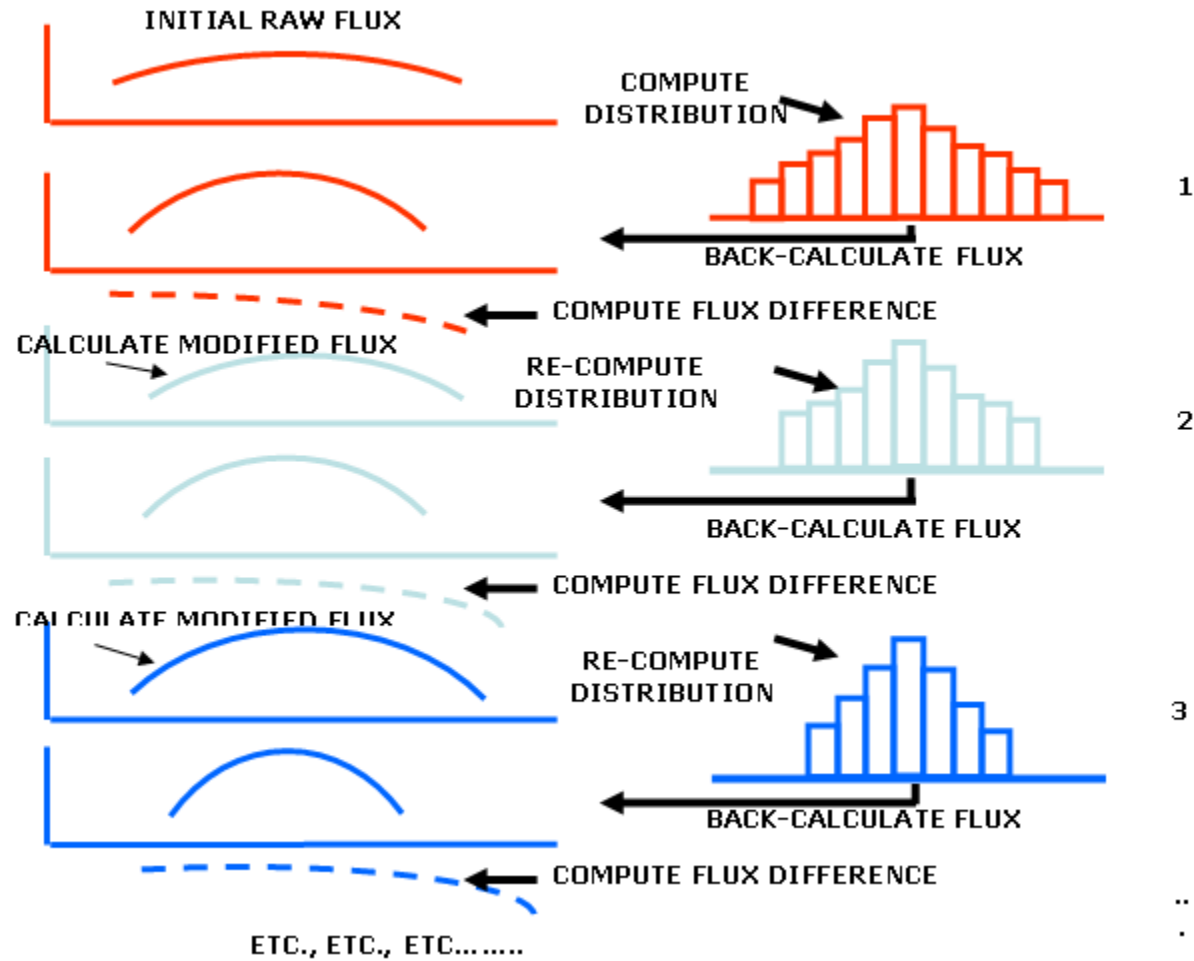 INITIAL RAW FLUX
COMPUTE
DISTRIBUTION
1
BACK-CALCULATE FLUX
COMPUTE FLUX DIFFERENCE
CALCULATE MODIFIED FLUX
RE-COMPUTE
DISTRIBUTION
2
BACK-CALCULATE FLUX
COMPUTE FLUX DIFFERENCE
CALCULATE MODIFIED FLUX
RE-COMPUTE
DISTRIBUTION
3
BACK-CALCULATE FLUX
COMPUTE FLUX DIFFERENCE
..
.
ETC., ETC., ETC.......